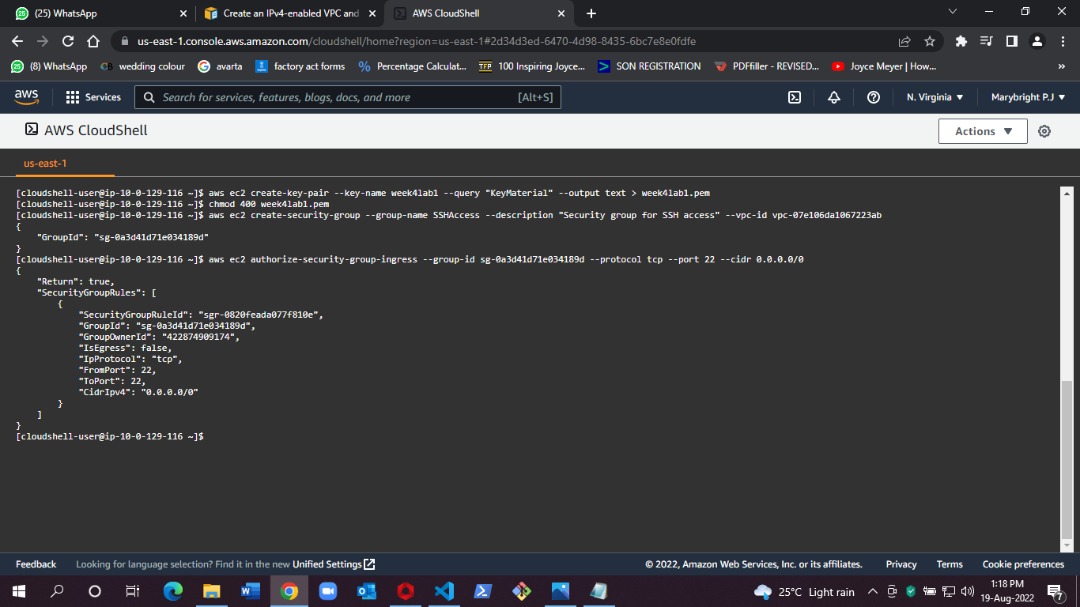 (25) WhatsApp
Create an IPv4-enabled VPC and
AWS CloudShell
us-east-1.console.aws.amazon.com/cloudshell/home?region=us-east-1#2d34d3ed-6470-4d98-8435-6bc7e8e0fdfe
(8) WhatsApp
wedding colour
avarta
factory act forms
Percentage Calculat...
100 Inspiring Joyce...
SON REGISTRATION
PDFfiller - REVISED...
Joyce Meyer | How...
aws
Services
Search for services, features, blogs, docs, and more
[Alt+S]
N. Virginia
Marybright P.J
AWS CloudShell
Actions
us-east-1
[cloudshell-user@ip-10-0-129-116 ~]$ aws ec2 create-key-pair --key-name week4lab1 --query "KeyMaterial" --output text > week4lab1.pem
[cloudshell-user@ip-10-0-129-116 ~]$ chmod 400 week4lab1.pem
[cloudshell-user@ip-10-0-129-116 ~]$ aws ec2 create-security-group --group-name SSHAccess --description "Security group for SSH access" --vpc-id vpc-07e106da1067223ab
{
"GroupId": "sg-0a3d41d71e034189d"
}
[cloudshell-user@ip-10-0-129-116 ~]$ aws ec2 authorize-security-group-ingress --group-id sg-0a3d41d71e034189d --protocol tcp --port 22 --cidr 0.0.0.0/0
{
"Return": true,
"SecurityGroupRules": [
{
"SecurityGroupRuleId": "sgr-0820feada077f810e",
"GroupId": "sg-0a3d41d71e034189d",
"GroupOwnerId": "422874909174",
"IsEgress": false,
"IpProtocol": "tcp",
"FromPort": 22,
"ToPort": 22,
"CidrIpv4": "0.0.0.0/0"
}
]
}
[cloudshell-user@ip-10-0-129-116 ~]$
Feedback
Looking for language selection? Find it in the new Unified Settings
© 2022, Amazon Web Services, Inc. or its affiliates.
Privacy
Terms
Cookie preferences
25°C Light rain
1:18 PM
19-Aug-2022
7